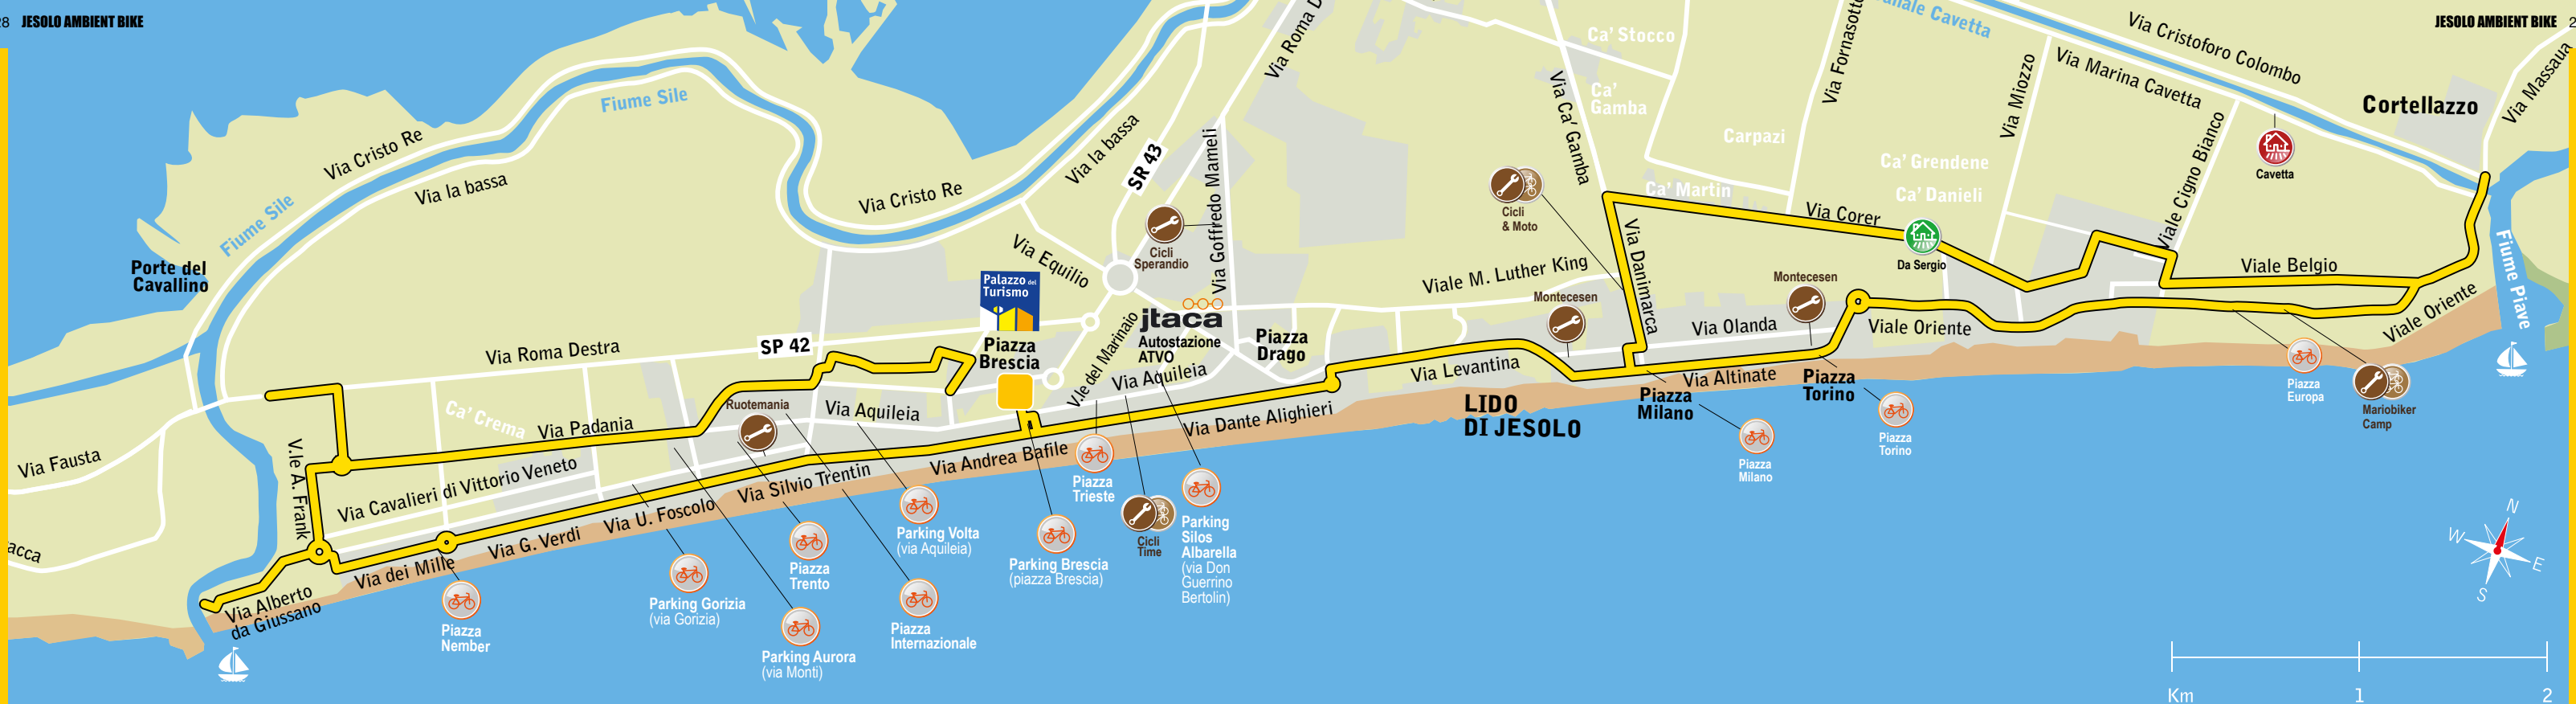 28 JESOLO AMBIENT BIKE
JESOLO AMBIENT BIKE 2
Via Roma D
Ca' Stocco
Via Fornasotto
nale Cavetta
Via Cristoforo Colombo
Via Marina Cavetta
Via Massaua
Via Miozzo
Cortellazzo
Fiume Sile
Via Cristo Re
Via la bassa
Via la bassa
SR 43
Via Goffredo Mameli
Via Ca' Gamba
Ca'
Gamba
Carpazi
Ca' Grendene
Ca' Danieli
Ca' Martin
Viale Cigno Bianco
Cavetta
Fiume Sile
Via Cristo Re
Cicli
Sperandio
Cicli
& Moto
Via Corer
Da Sergio
Via Danimarca
Viale Belgio
Fiume Piave
Porte del
Cavallino
Via Equilio
Palazzo del
Turismo
Piazza
Brescia
jtaca
Autostazione
ATVO
V.le del Marinaio
Piazza
Drago
Viale M. Luther King
Montecesen
Montecesen
Via Olanda
Viale Oriente
Viale Oriente
SP 42
Via Roma Destra
Via Aquileia
Via Levantina
Via Altinate
Piazza
Torino
Piazza
Milano
LIDO
DI JESOLO
Piazza
Europa
Mariobiker
Camp
Ruotemania
Via Aquileia
Ca' Crema
Via Padania
Via Dante Alighieri
Via Andrea Bafile
Piazza
Milano
Piazza
Torino
Via Fausta
V.le A. Frank
Via Cavalieri di Vittorio Veneto
Via Silvio Trentin
Via U. Foscolo
Via G. Verdi
Via dei Mille
Via Alberto
da Giussano
acca
Piazza
Trieste
Cicli
Time
Parking
Silos
Albarella
(via Don
Guerrino
Bertolin)
Parking Volta
(via Aquileia)
Parking Brescia
(piazza Brescia)
Piazza
Trento
Parking Gorizia
(via Gorizia)
Piazza
Nember
Piazza
Internazionale
Parking Aurora
(via Monti)
N
W
E
S
Km 1 2